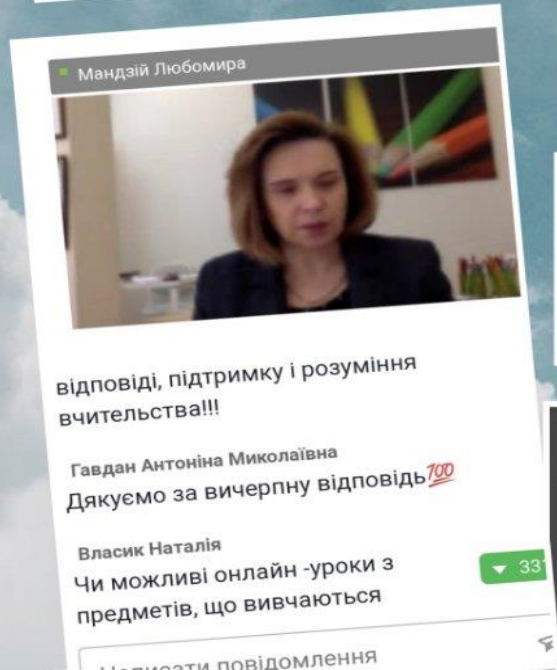 Мандзій Любомира
відповіді, підтримку і розуміння
вчительства!!!
Гавдан Антоніна Миколаївна
Дякуємо за вичерпну відповідь💯
Власик Наталія
Чи можливі онлайн -уроки з
предметів, що вивчаються
331
Написати повідомлення